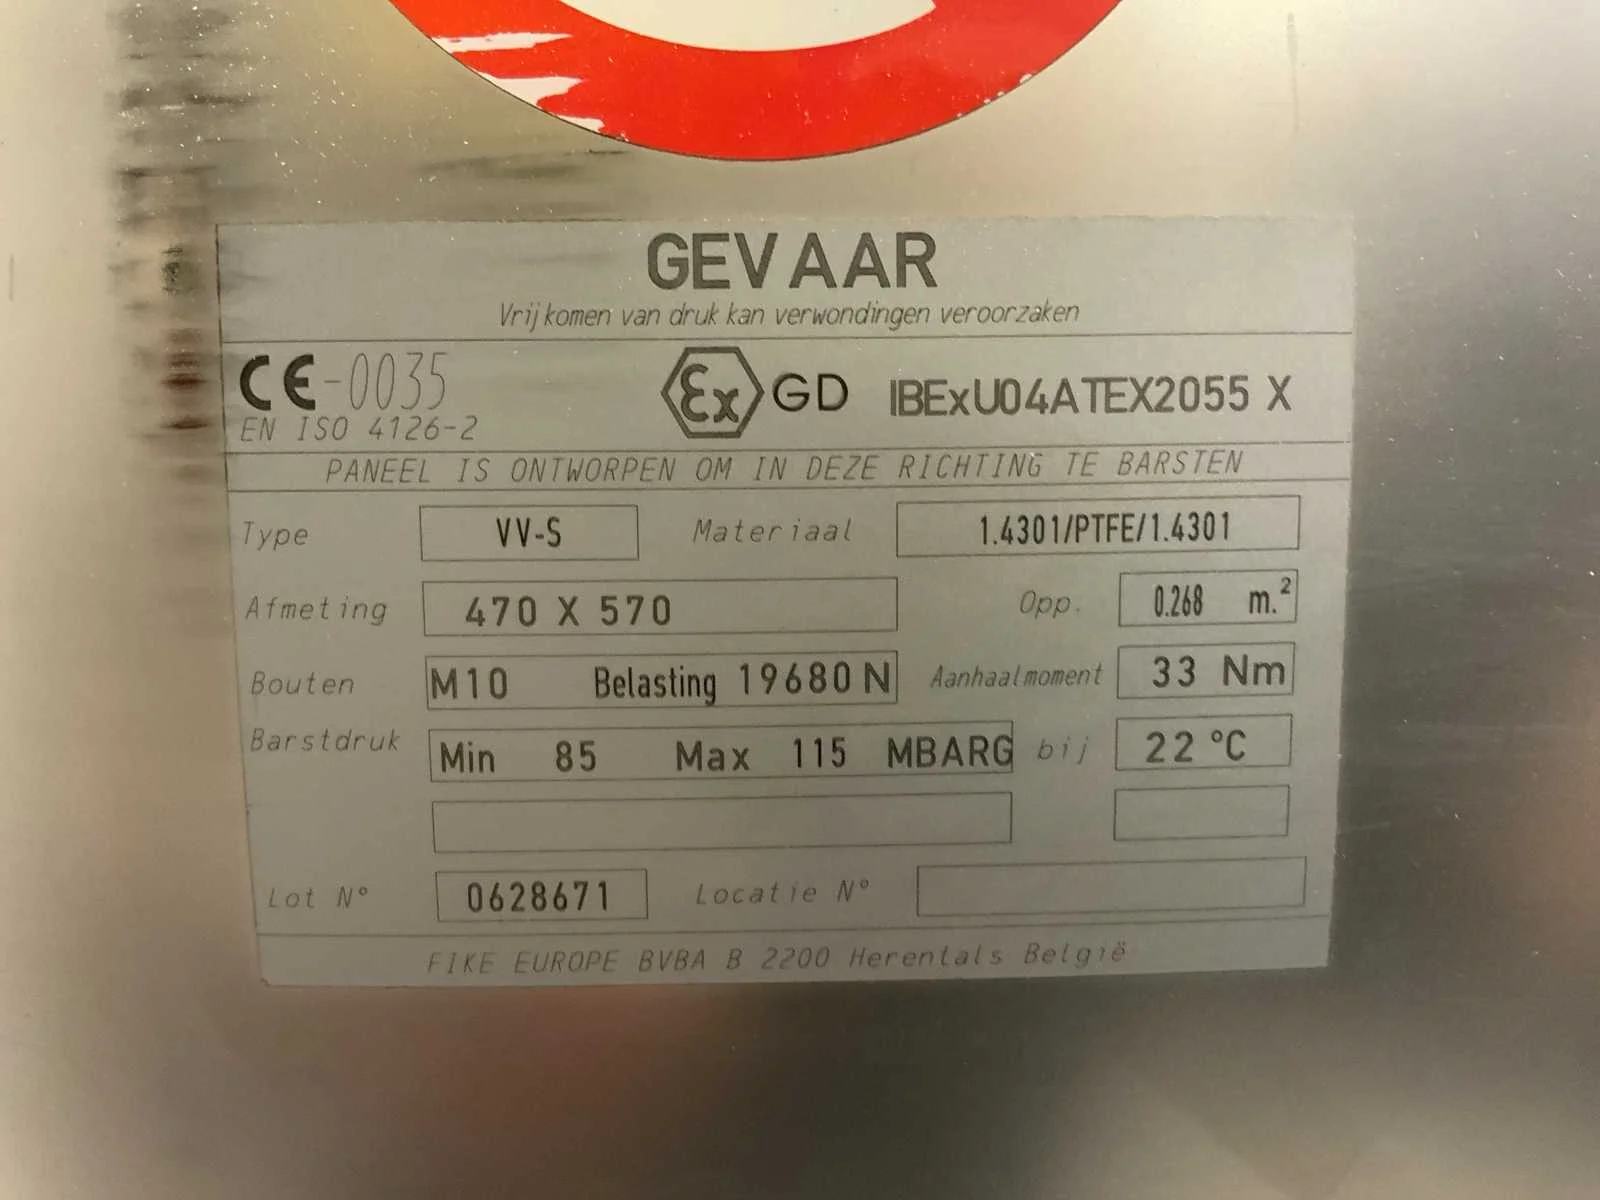 GEVAAR
Vrijkomen van druk kan verwondingen veroorzaken
CE-0035 Ex GD IBExU04ATEX2055 X
EN ISO 4126-2
PANEEL IS ONTWORPEN OM IN DEZE RICHTING TE BARSTEN
Type VV-S Materiaal 1.4301/PTFE/1.4301
Afmeting 470 X 570 Opp. 0.268 m.²
Bouten M10 Belasting 19680 N Aanhaalmoment 33 Nm
Barstdruk Min 85 Max 115 MBARG bij 22 °C
Lot N° 0628671 Locatie N°
FIKE EUROPE BVBA B 2200 Herentals België